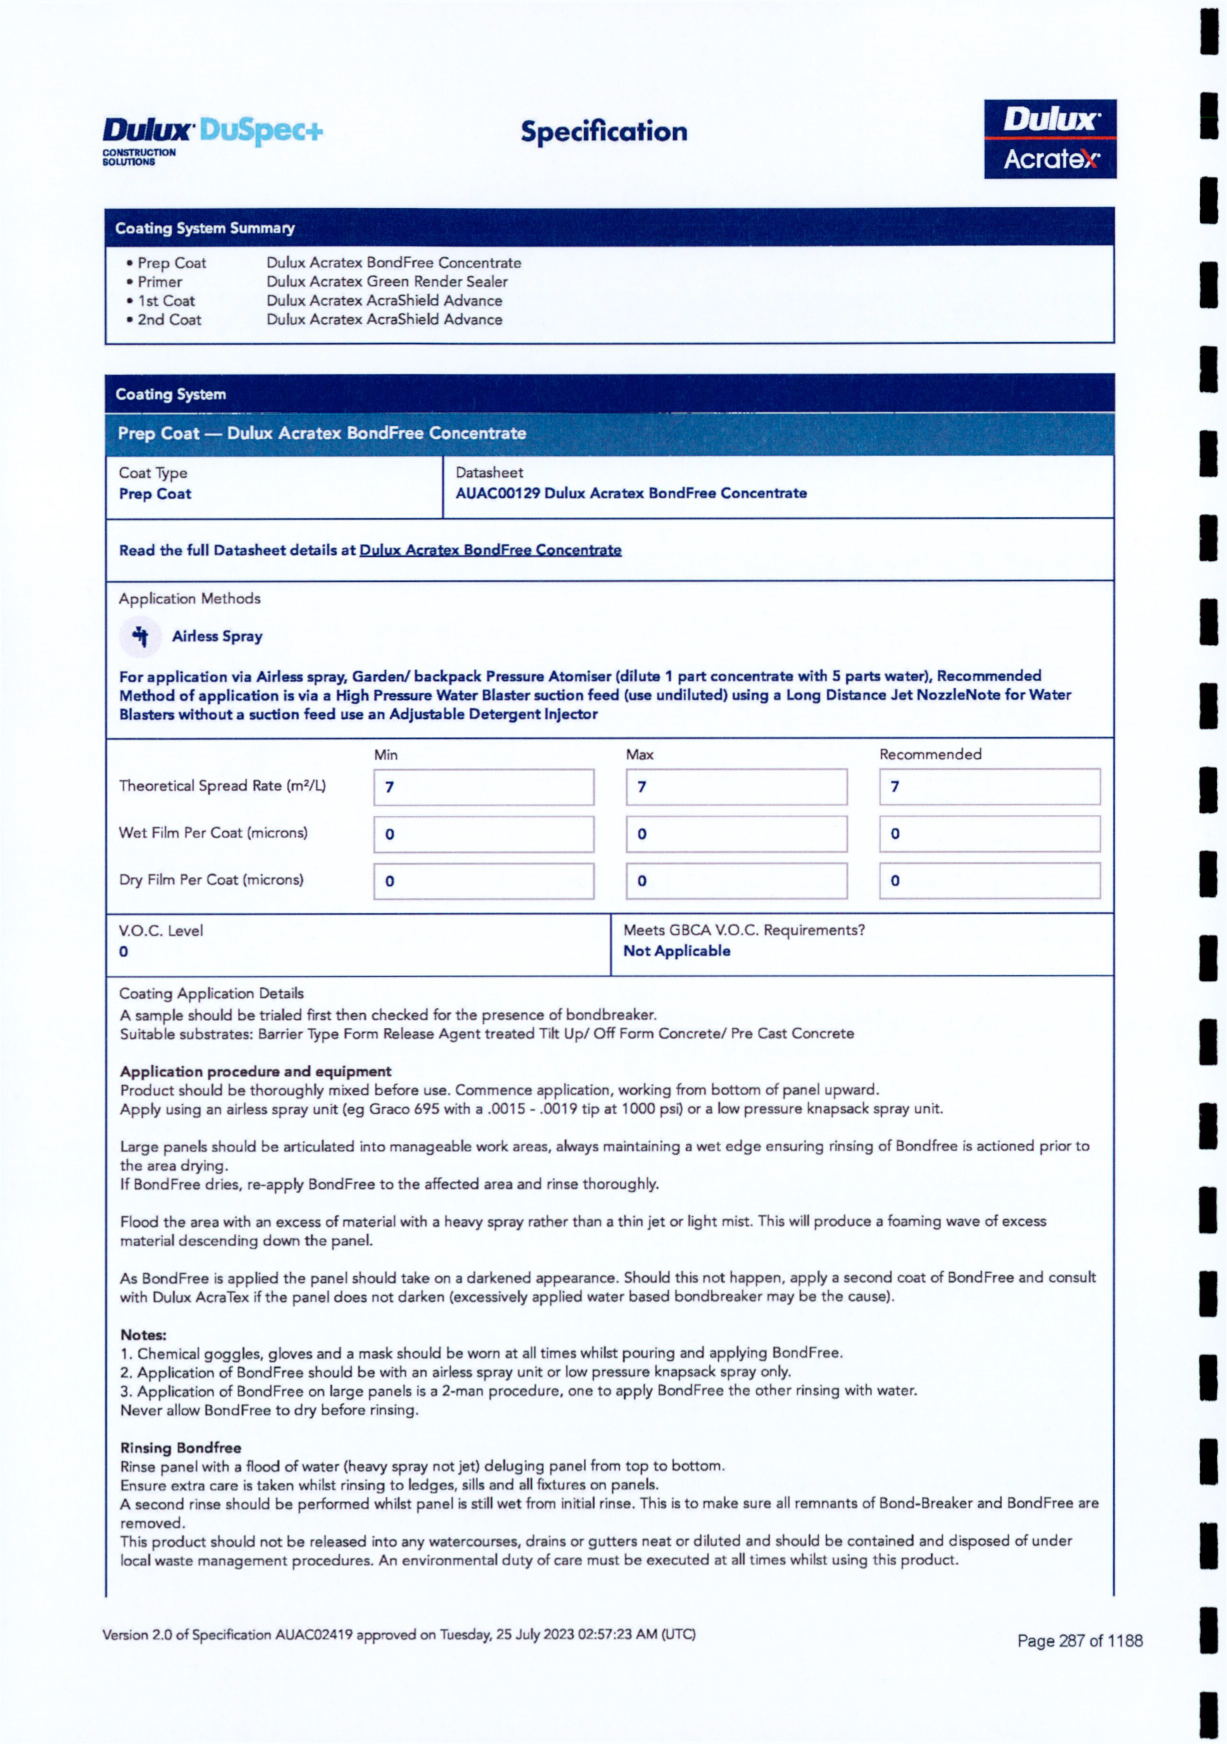 Dulux DuSpec+
CONSTRUCTION
SOLUTIONS
Specification
Dulux
Acratex
Coating System Summary
• Prep Coat Dulux Acratex BondFree Concentrate
• Primer Dulux Acratex Green Render Sealer
• 1st Coat Dulux Acratex AcraShield Advance
• 2nd Coat Dulux Acratex AcraShield Advance
Coating System
Prep Coat — Dulux Acratex BondFree Concentrate
Coat Type Datasheet
Prep Coat AUAC00129 Dulux Acratex BondFree Concentrate
Read the full Datasheet details at Dulux Acratex BondFree Concentrate
Application Methods
Airless Spray
For application via Airless spray, Garden/ backpack Pressure Atomiser (dilute 1 part concentrate with 5 parts water), Recommended
Method of application is via a High Pressure Water Blaster suction feed (use undiluted) using a Long Distance Jet NozzleNote for Water
Blasters without a suction feed use an Adjustable Detergent Injector
Min Max Recommended
Theoretical Spread Rate (m²/L) 7 7 7
Wet Film Per Coat (microns) 0 0 0
Dry Film Per Coat (microns) 0 0 0
V.O.C. Level Meets GBCA V.O.C. Requirements?
0 Not Applicable
Coating Application Details
A sample should be trialed first then checked for the presence of bondbreaker.
Suitable substrates: Barrier Type Form Release Agent treated Tilt Up/ Off Form Concrete/ Pre Cast Concrete
Application procedure and equipment
Product should be thoroughly mixed before use. Commence application, working from bottom of panel upward.
Apply using an airless spray unit (eg Graco 695 with a .0015 - .0019 tip at 1000 psi) or a low pressure knapsack spray unit.
Large panels should be articulated into manageable work areas, always maintaining a wet edge ensuring rinsing of Bondfree is actioned prior to
the area drying.
If BondFree dries, re-apply BondFree to the affected area and rinse thoroughly.
Flood the area with an excess of material with a heavy spray rather than a thin jet or light mist. This will produce a foaming wave of excess
material descending down the panel.
As BondFree is applied the panel should take on a darkened appearance. Should this not happen, apply a second coat of BondFree and consult
with Dulux AcraTex if the panel does not darken (excessively applied water based bondbreaker may be the cause).
Notes:
1. Chemical goggles, gloves and a mask should be worn at all times whilst pouring and applying BondFree.
2. Application of BondFree should be with an airless spray unit or low pressure knapsack spray only.
3. Application of BondFree on large panels is a 2-man procedure, one to apply BondFree the other rinsing with water.
Never allow BondFree to dry before rinsing.
Rinsing Bondfree
Rinse panel with a flood of water (heavy spray not jet) deluging panel from top to bottom.
Ensure extra care is taken whilst rinsing to ledges, sills and all fixtures on panels.
A second rinse should be performed whilst panel is still wet from initial rinse. This is to make sure all remnants of Bond-Breaker and BondFree are
removed.
This product should not be released into any watercourses, drains or gutters neat or diluted and should be contained and disposed of under
local waste management procedures. An environmental duty of care must be executed at all times whilst using this product.
Version 2.0 of Specification AUAC02419 approved on Tuesday, 25 July 2023 02:57:23 AM (UTC)
Page 287 of 1188